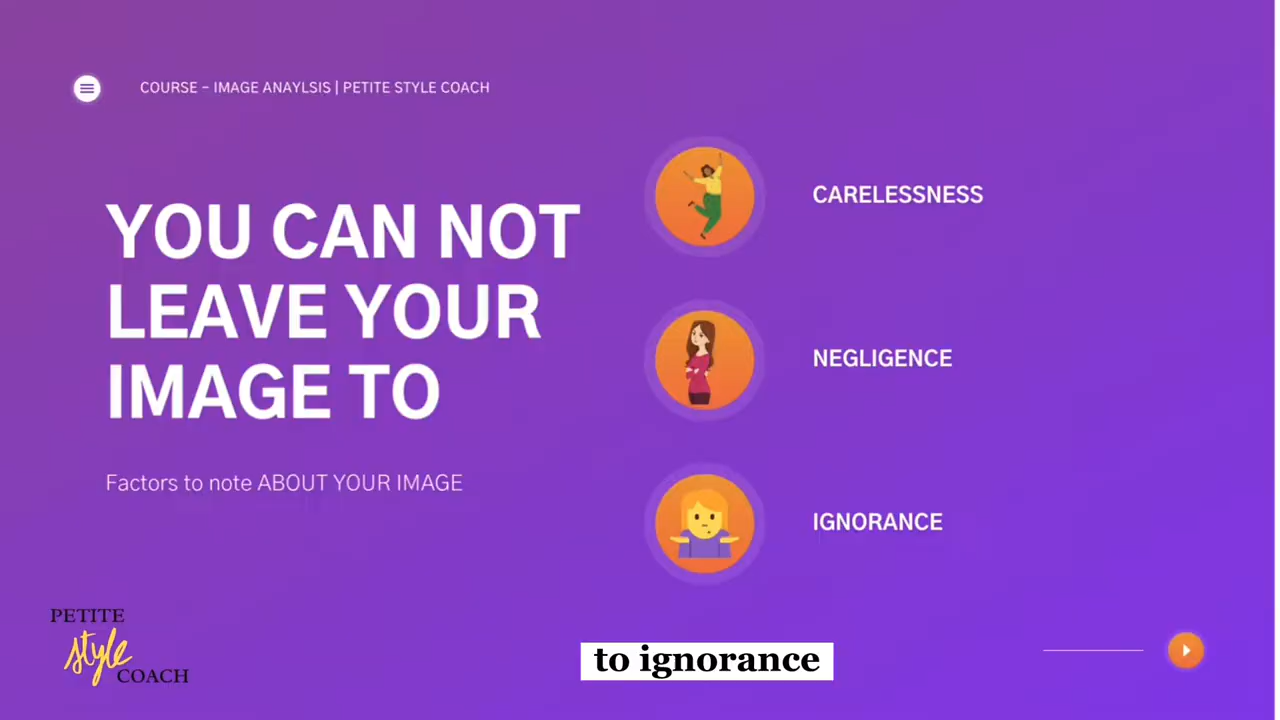 COURSE – IMAGE ANAYLSIS | PETITE STYLE COACH
YOU CAN NOT
LEAVE YOUR
IMAGE TO
Factors to note ABOUT YOUR IMAGE
CARELESSNESS
NEGLIGENCE
IGNORANCE
PETITE
style
COACH
to ignorance